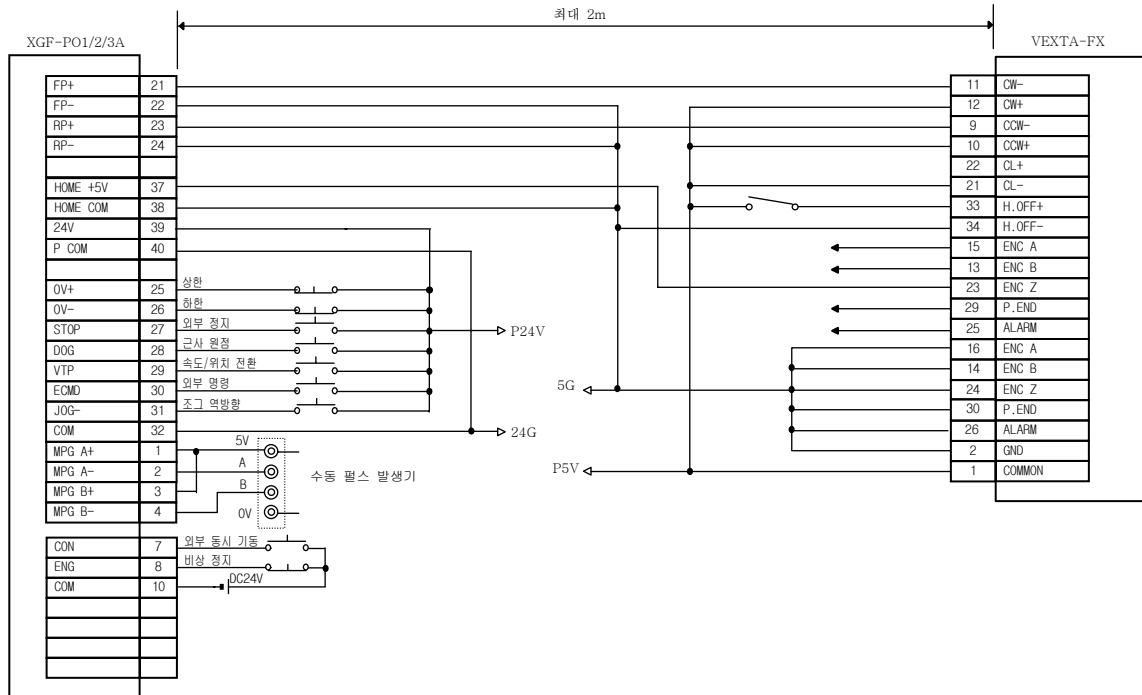 최대 2m
XGF-PO1/2/3A
VEXTA-FX
FP+ 21
FP- 22
RP+ 23
RP- 24
HOME +5V 37
HOME COM 38
24V 39
P COM 40
OV+ 25 상한
OV- 26 하한
STOP 27 외부 정지
DOG 28 근사 원점
VTP 29 속도/위치 전환
ECMD 30 외부 명령
JOG- 31 조그 역방향
COM 32
MPG A+ 1 5V
MPG A- 2 A
MPG B+ 3 B
MPG B- 4 0V
수동 펄스 발생기
CON 7 외부 동시 기동
ENG 8 비상 정지
COM 10 DC24V
P24V
24G
5G
P5V
11 CW-
12 CW+
9 CCW-
10 CCW+
22 CL+
21 CL-
33 H.OFF+
34 H.OFF-
15 ENC A
13 ENC B
23 ENC Z
29 P.END
25 ALARM
16 ENC A
14 ENC B
24 ENC Z
30 P.END
26 ALARM
2 GND
1 COMMON